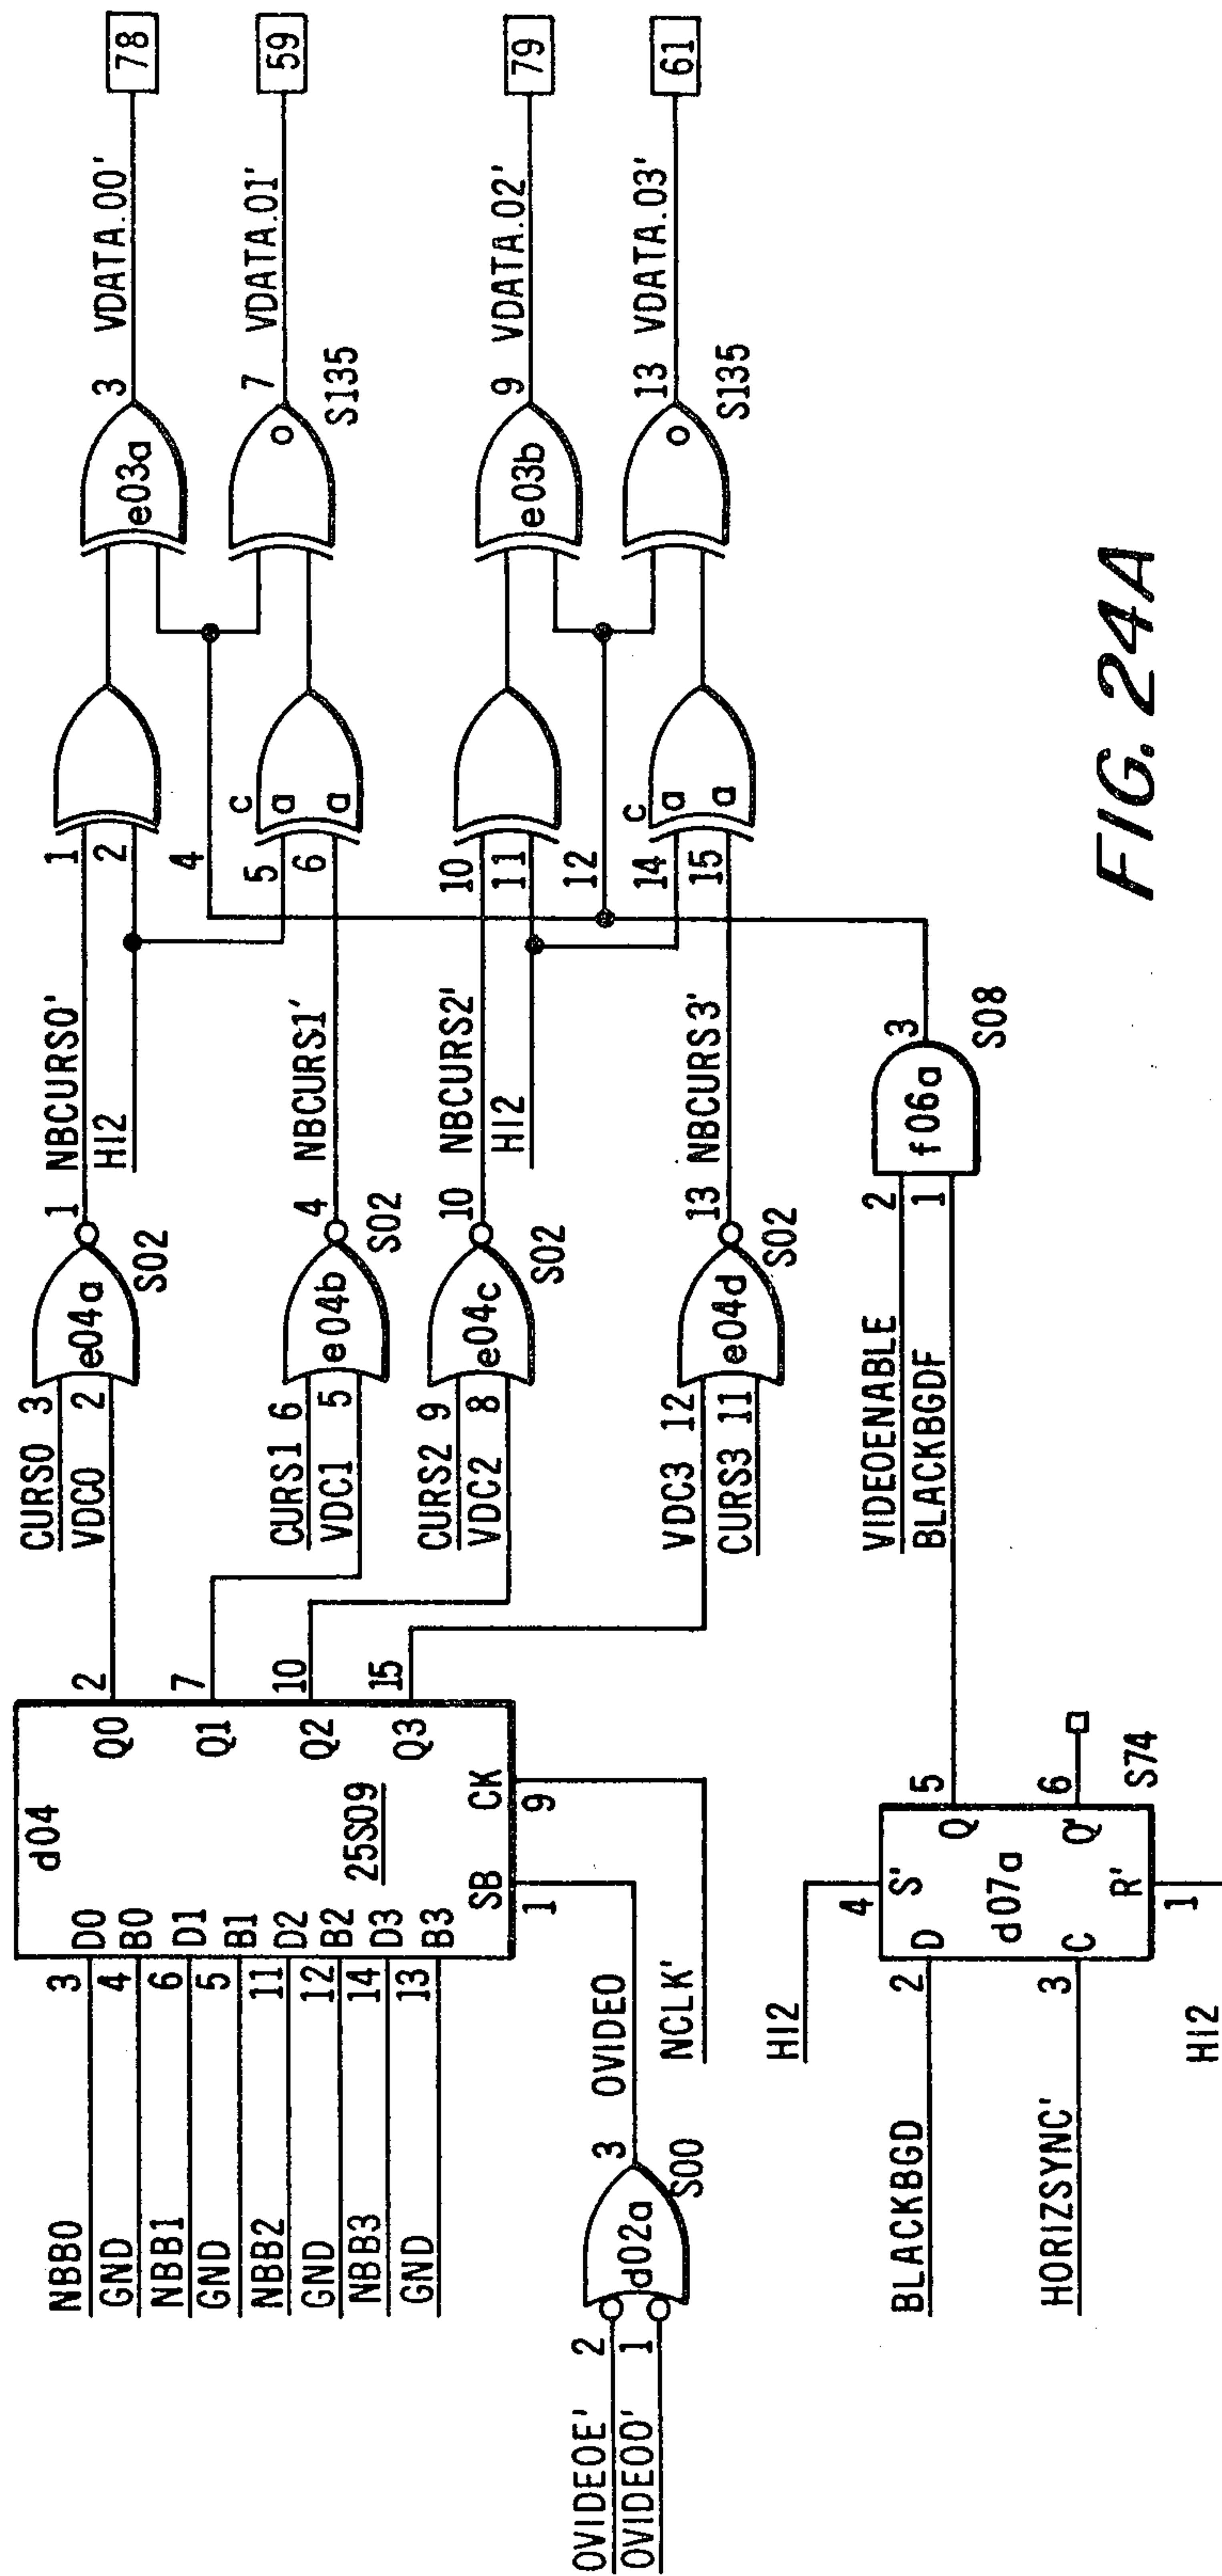 NBB0 3 D0
GND 4 B0
NBB1 6 D1
GND 5 B1
NBB2 11 D2
GND 12 B2
NBB3 14 D3
GND 13 B3
d04
25S09
SB 1
CK 9
Q0 2
Q1 7
Q2 10
Q3 15
OVIDEOE' 2
OVIDEOO' 1
d02a
S00
3 OVIDEO
NCLK'
CURS0 3
VDC0 2
e04a
S02
1 NBCURS0' 1
HI2 2
4
CURS1 6
VDC1 5
e04b
S02
4 NBCURS1' 6
5
c
a
a
CURS2 9
VDC2 8
e04c
S02
10 NBCURS2' 10
HI2 11
12
VDC3 12
CURS3 11
e04d
S02
13 NBCURS3' 15
14
c
a
a
e03a
3 VDATA.00' 78
o
7 VDATA.01' 59
S135
e03b
9 VDATA.02' 79
o
13 VDATA.03' 61
S135
VIDEOENABLE 2
BLACKBGDF 1
f06a
3
S08
HI2 4
S'
BLACKBGD 2 D
HORIZSYNC' 3 C
d07a
Q 5
Q' 6
S74
R'
HI2 1
FIG. 24A